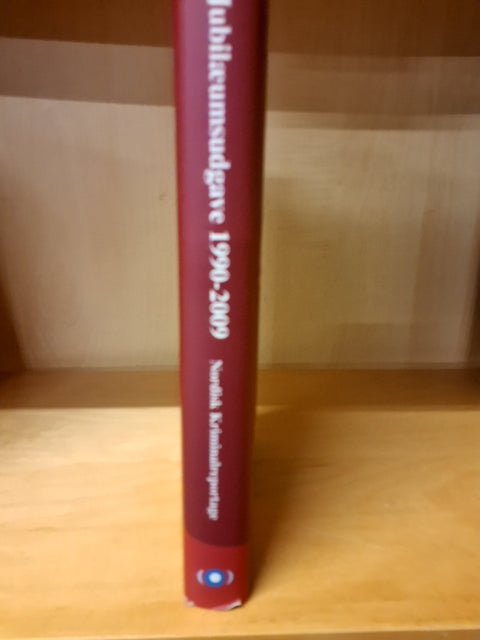 Jubilæumsudgave 1990-2009
Nordisk Kriminalreportage